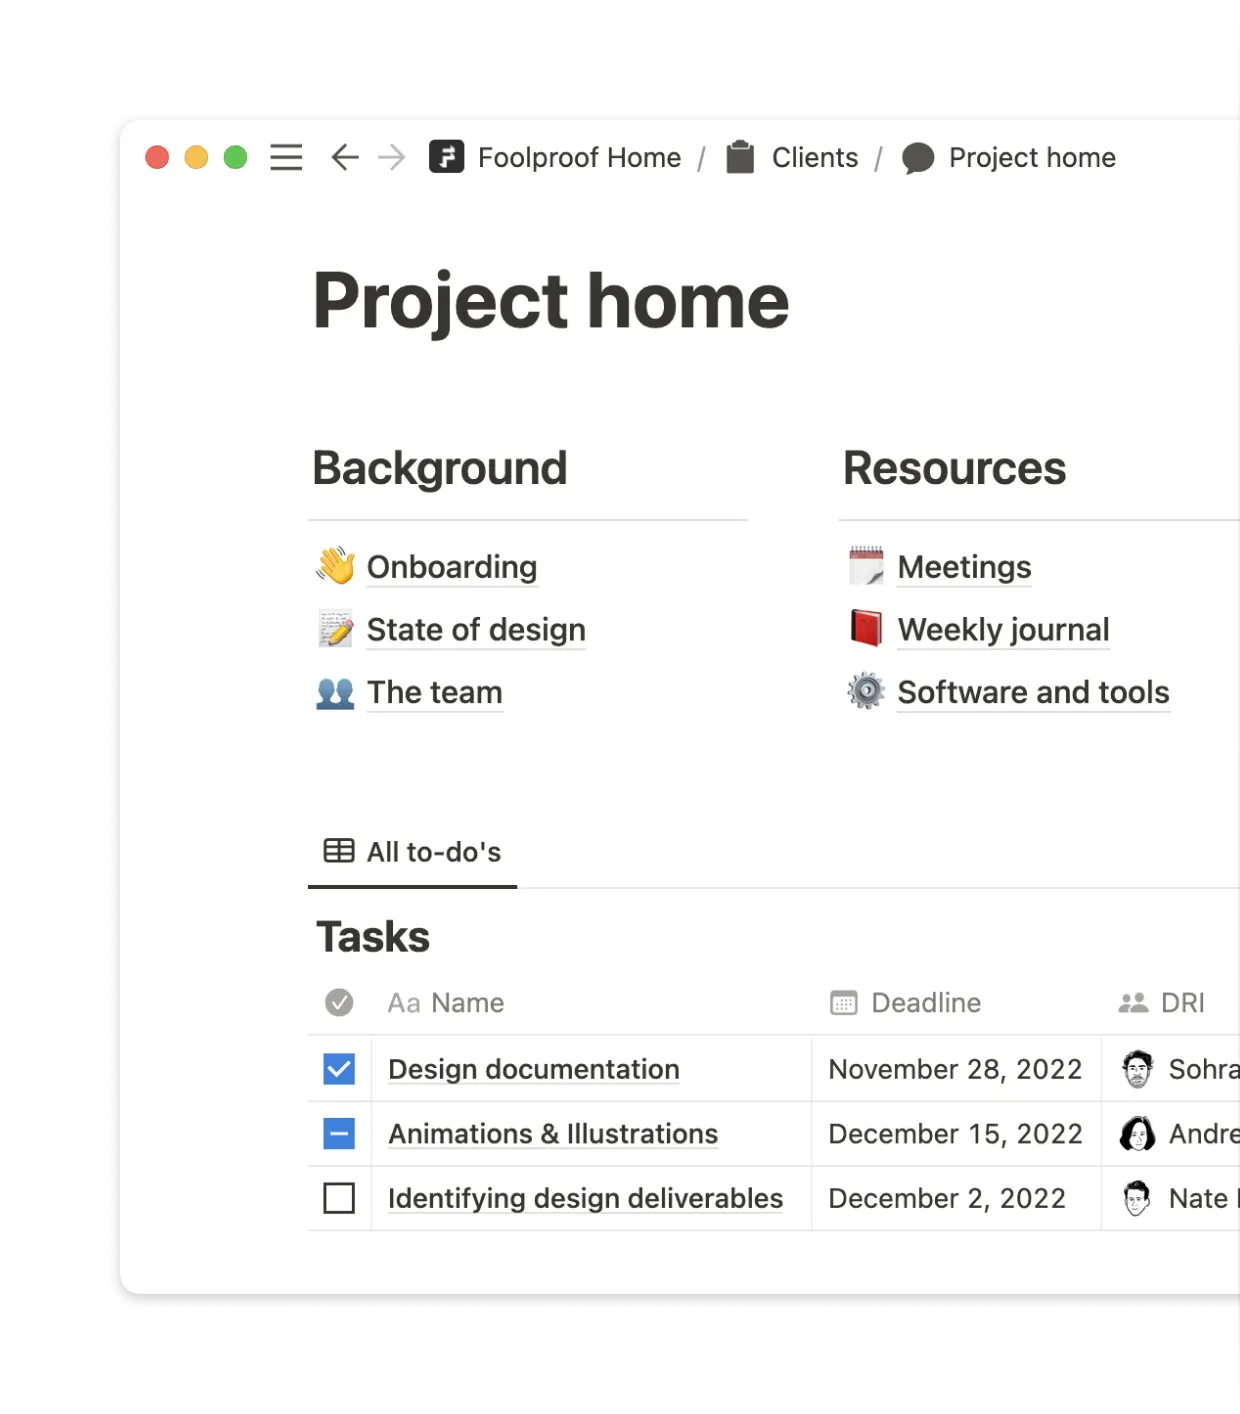 Foolproof Home / Clients / Project home
Project home
Background
Onboarding
State of design
The team
Resources
Meetings
Weekly journal
Software and tools
All to-do's
Tasks
Aa Name Deadline DRI
Design documentation November 28, 2022 Sohra
Animations & Illustrations December 15, 2022 Andre
Identifying design deliverables December 2, 2022 Nate